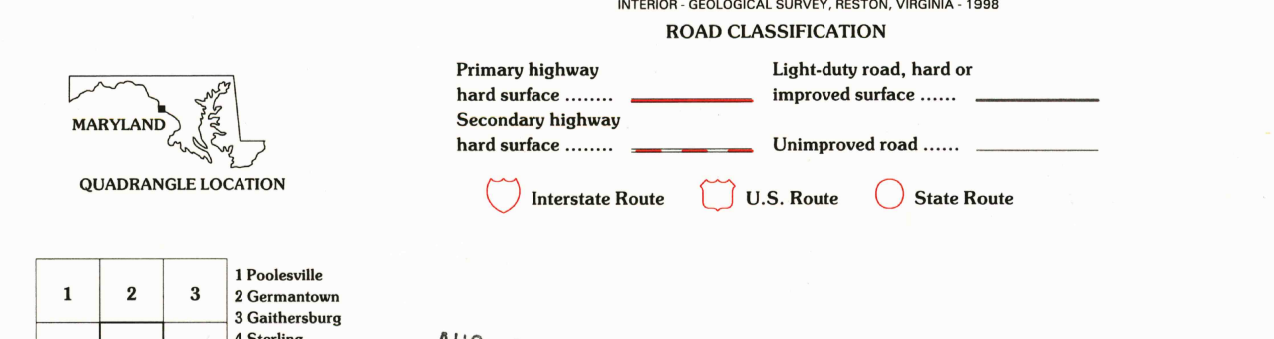 INTERIOR - GEOLOGICAL SURVEY, RESTON, VIRGINIA - 1998
ROAD CLASSIFICATION
Primary highway
hard surface ........
Secondary highway
hard surface ........
Light-duty road, hard or
improved surface ......
Unimproved road ......
Interstate Route
U.S. Route
State Route
MARYLAND
QUADRANGLE LOCATION
1 2 3
1 Poolesville
2 Germantown
3 Gaithersburg
4 Sterling